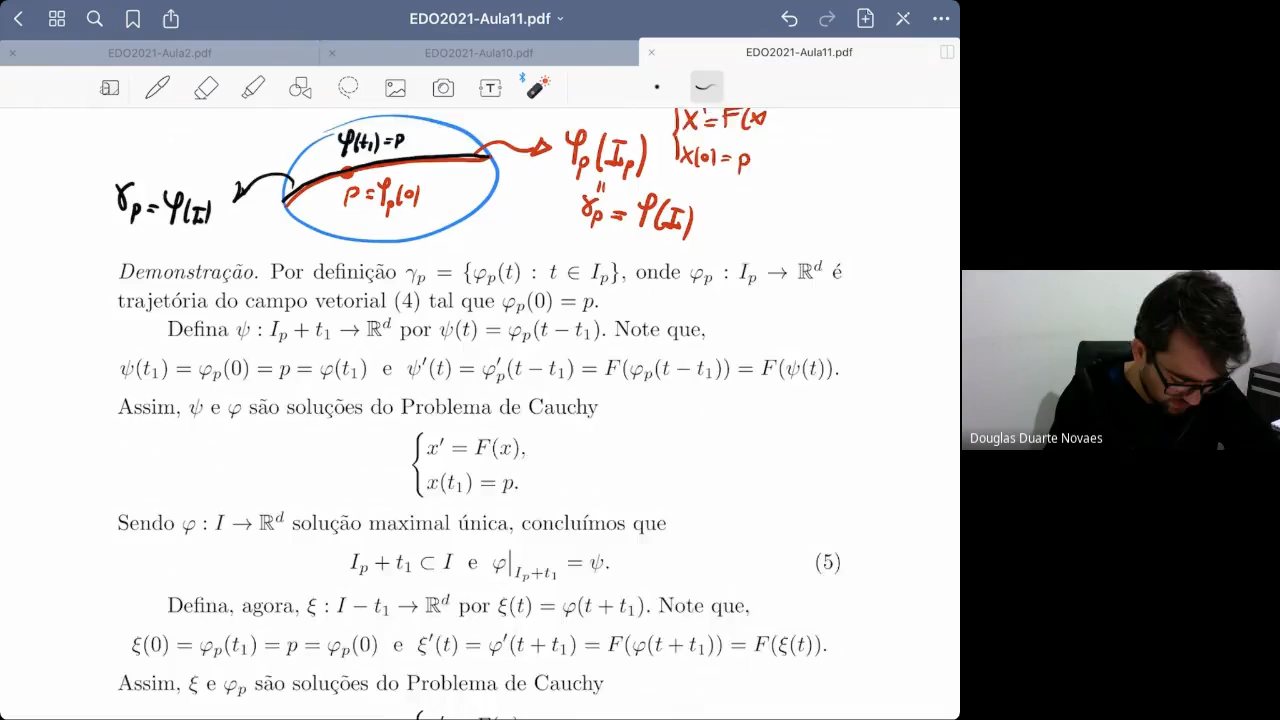 EDO2021-Aula11.pdf
EDO2021-Aula2.pdf
EDO2021-Aula10.pdf
EDO2021-Aula11.pdf
φ(t₁)=p
φₚ(Iₚ)
X' = F(x)
X(0) = p
γₚ = φ(I)
p = φₚ(0)
"
γₚ = φ(I)
Demonstração. Por definição γₚ = {φₚ(t) : t ∈ Iₚ}, onde φₚ : Iₚ → ℝᵈ é
trajetória do campo vetorial (4) tal que φₚ(0) = p.
Defina ψ : Iₚ + t₁ → ℝᵈ por ψ(t) = φₚ(t − t₁). Note que,
ψ(t₁) = φₚ(0) = p = φ(t₁) e ψ′(t) = φ′ₚ(t − t₁) = F(φₚ(t − t₁)) = F(ψ(t)).
Assim, ψ e φ são soluções do Problema de Cauchy
x′ = F(x),
x(t₁) = p.
Sendo φ : I → ℝᵈ solução maximal única, concluímos que
Iₚ + t₁ ⊂ I e φ|_{Iₚ+t₁} = ψ. (5)
Defina, agora, ξ : I − t₁ → ℝᵈ por ξ(t) = φ(t + t₁). Note que,
ξ(0) = φₚ(t₁) = p = φₚ(0) e ξ′(t) = φ′(t + t₁) = F(φ(t + t₁)) = F(ξ(t)).
Assim, ξ e φₚ são soluções do Problema de Cauchy
Douglas Duarte Novaes